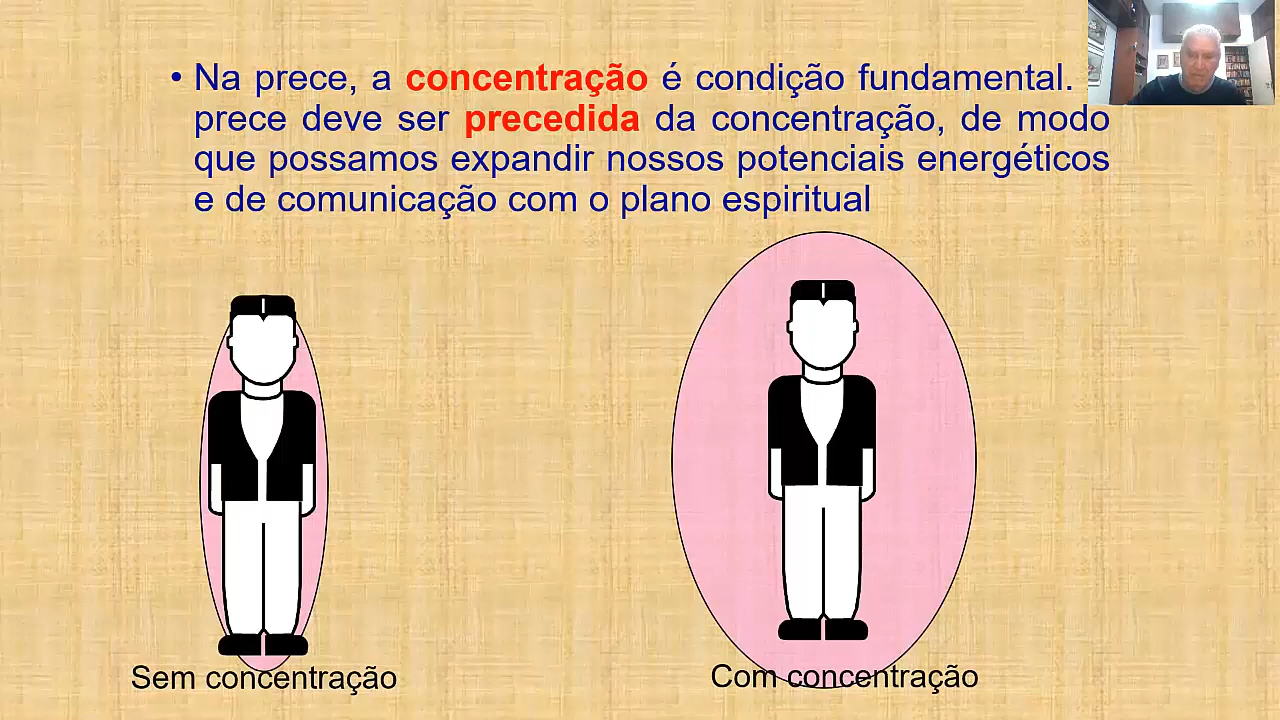 • Na prece, a concentração é condição fundamental.
prece deve ser precedida da concentração, de modo
que possamos expandir nossos potenciais energéticos
e de comunicação com o plano espiritual
Sem concentração
Com concentração